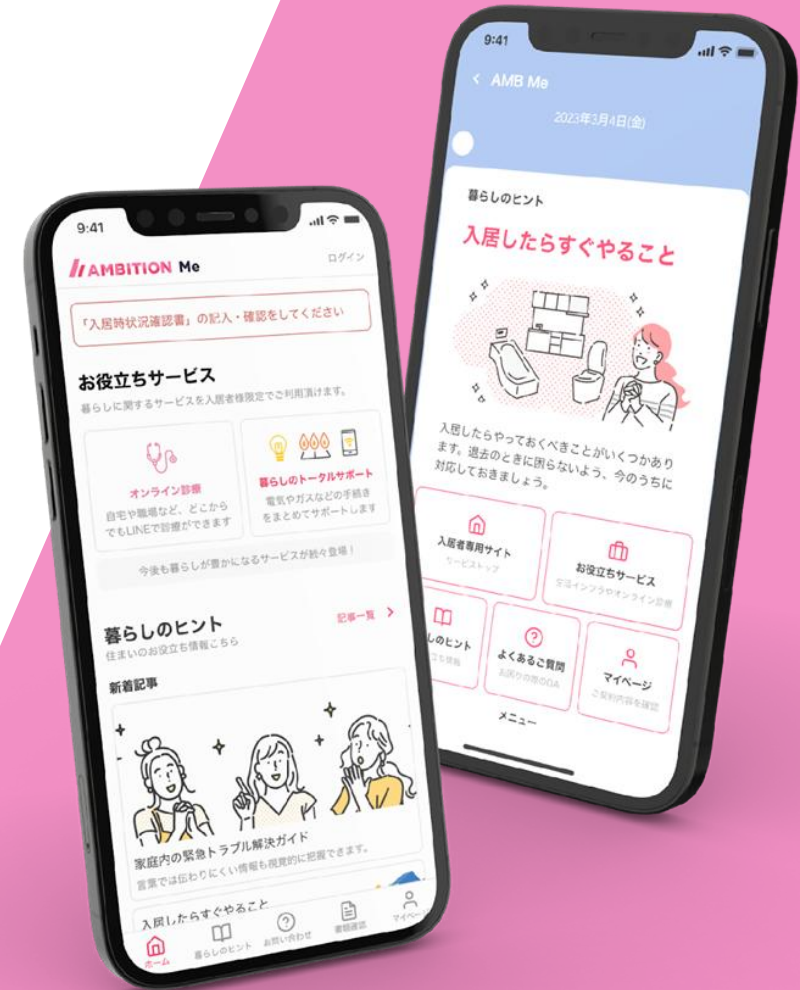 9:41
AMBITION Me
ログイン
「入居時状況確認書」の記入・確認をしてください
お役立ちサービス
暮らしに関するサービスを入居者様限定でご利用頂けます。
オンライン診療
自宅や職場など、どこから
でもLINEで診療ができます
暮らしのトータルサポート
電気やガスなどの手続き
をまとめてサポートします
今後も暮らしが豊かになるサービスが続々登場!
暮らしのヒント
住まいのお役立ち情報こちら
記事一覧
新着記事
家庭内の緊急トラブル解決ガイド
言葉では伝わりにくい情報も視覚的に把握できます。
入居したらすぐやること
ホーム
暮らしのヒント
お問い合わせ
書類確認
マイページ
9:41
AMB Me
2023年3月4日(金)
暮らしのヒント
入居したらすぐやること
入居したらやっておくべきことがいくつかあり
ます。退去のときに困らないよう、今のうちに
対応しておきましょう。
入居者専用サイト
サービストップ
お役立ちサービス
生活インフラやオンライン診療
しのヒント
立ち情報
よくあるご質問
お困りの際のQA
マイページ
ご契約内容を確認
メニュー